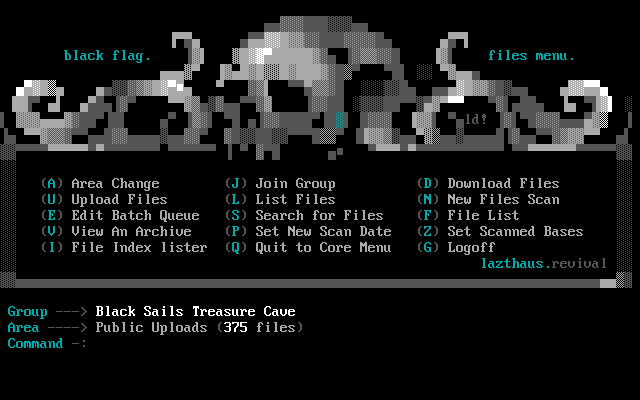 black flag. files menu.
ld!
(A) Area Change (J) Join Group (D) Download Files
(U) Upload Files (L) List Files (N) New Files Scan
(E) Edit Batch Queue (S) Search for Files (F) File List
(V) View An Archive (P) Set New Scan Date (Z) Set Scanned Bases
(I) File Index lister (Q) Quit to Core Menu (G) Logoff
lazthaus.revival
Group ---> Black Sails Treasure Cave
Area ----> Public Uploads (375 files)
Command -: